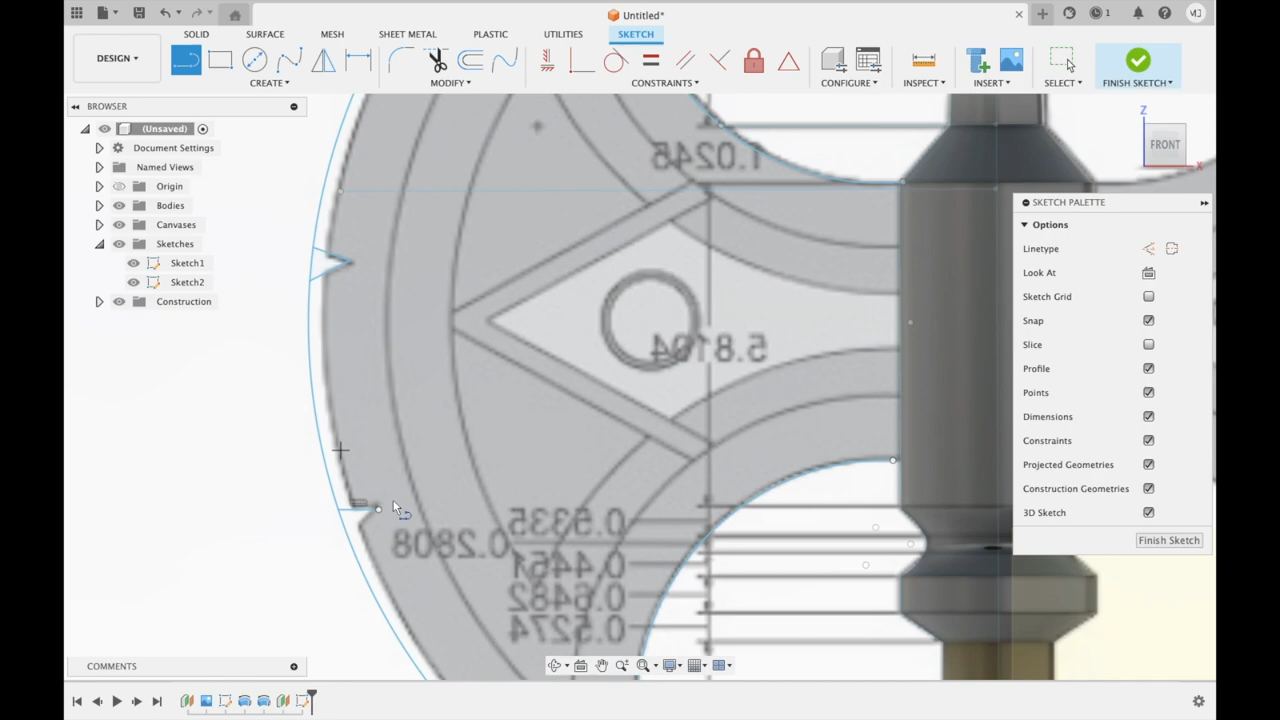 Untitled*
1
MJ
DESIGN
SOLID SURFACE MESH SHEET METAL PLASTIC UTILITIES SKETCH
CREATE MODIFY CONSTRAINTS CONFIGURE INSPECT INSERT SELECT FINISH SKETCH
BROWSER
(Unsaved)
Document Settings
Named Views
Origin
Bodies
Canvases
Sketches
Sketch1
Sketch2
Construction
Z
FRONT
X
1.0245
5.8104
0.5335
0.2808
0.4451
0.6482
0.5274
SKETCH PALETTE
Options
Linetype
Look At
Sketch Grid
Snap
Slice
Profile
Points
Dimensions
Constraints
Projected Geometries
Construction Geometries
3D Sketch
Finish Sketch
COMMENTS